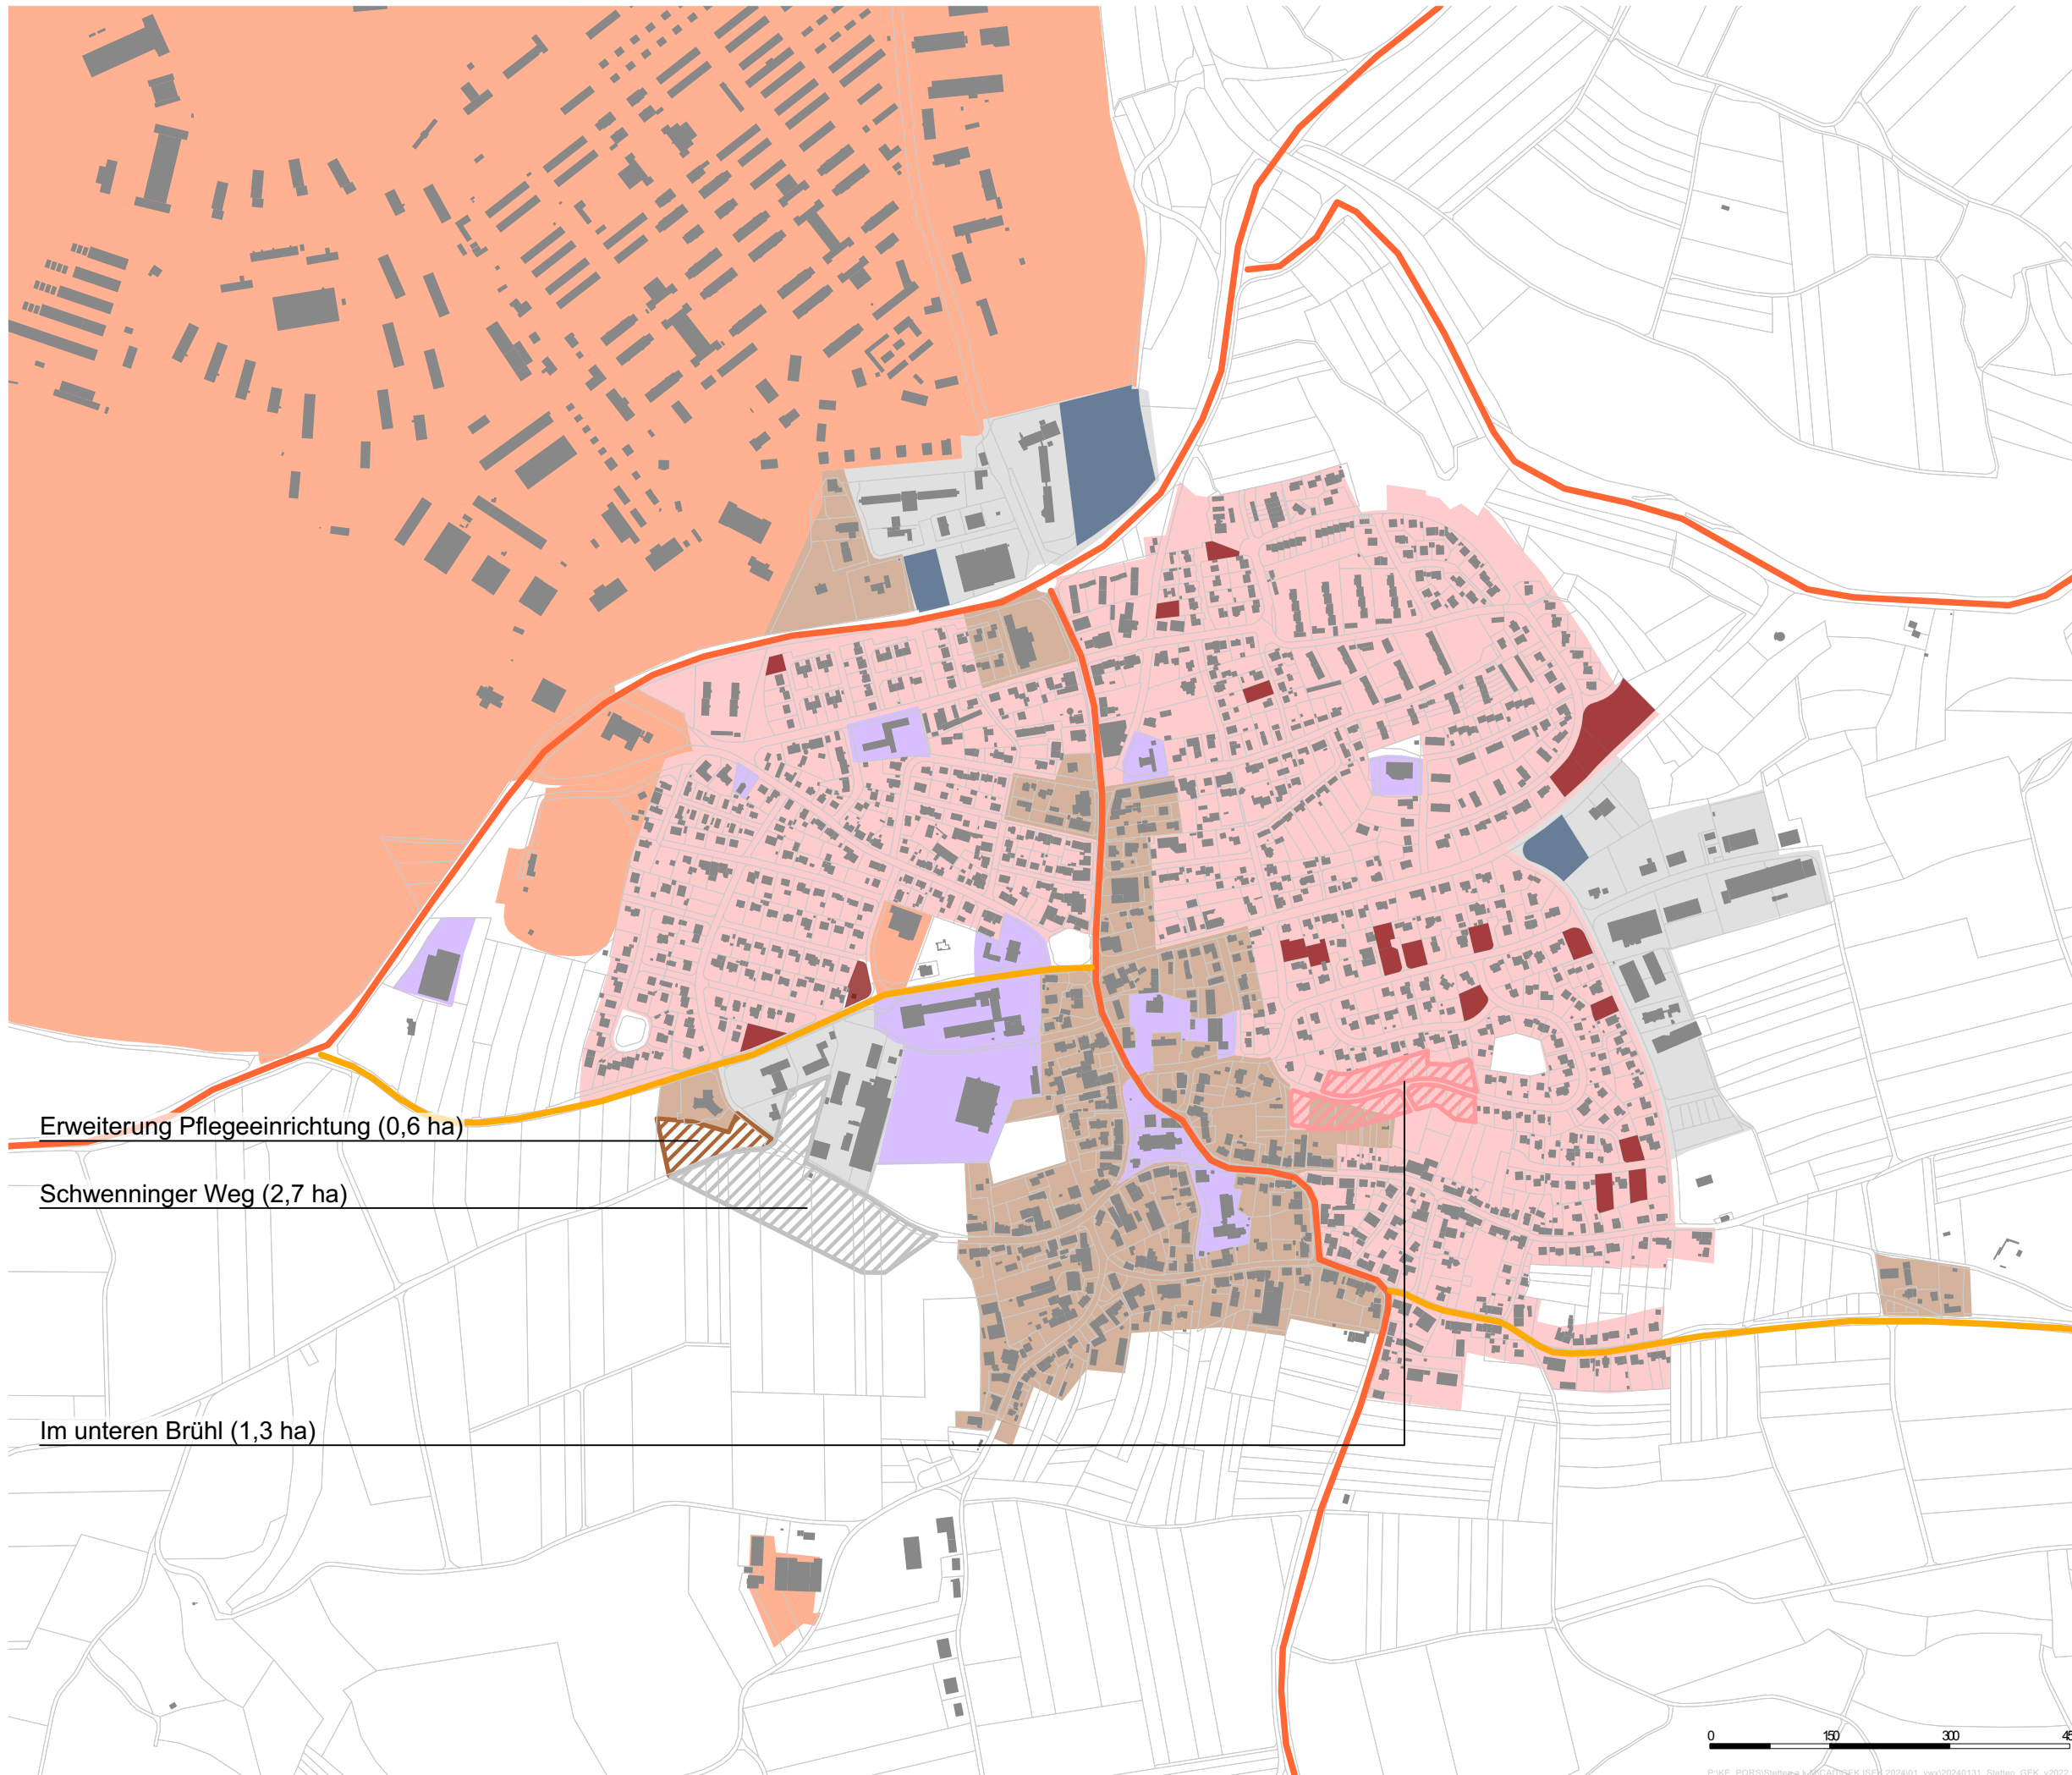 Erweiterung Pflegeeinrichtung (0,6 ha)
Schwenninger Weg (2,7 ha)
Im unteren Brühl (1,3 ha)
0 150 300 45